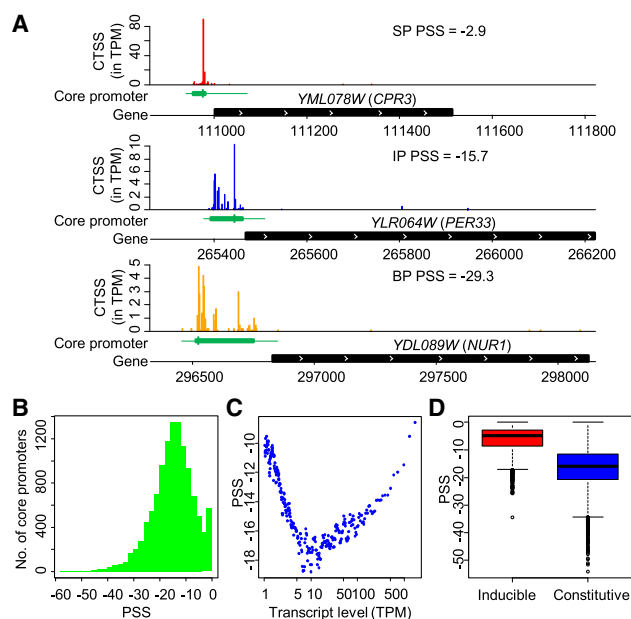 A
CTSS
(in TPM)
0 20 40 60 80
SP PSS = -2.9
Core promoter
YML078W (CPR3)
Gene
111000 111200 111400 111600 111800
CTSS
(in TPM)
0 2 4 6 8 10
IP PSS = -15.7
Core promoter
YLR064W (PER33)
Gene
265400 265600 265800 266000 266200
CTSS
(in TPM)
0 1 2 3 4 5
BP PSS = -29.3
Core promoter
YDL089W (NUR1)
Gene
296500 297000 297500 298000
B
No. of core promoters
0 400 800 1200
-60 -50 -40 -30 -20 -10 0
PSS
C
PSS
-18 -16 -14 -12 -10
1 5 10 50 100 500
Transcript level (TPM)
D
PSS
-50 -40 -30 -20 -10 0
Inducible Constitutive